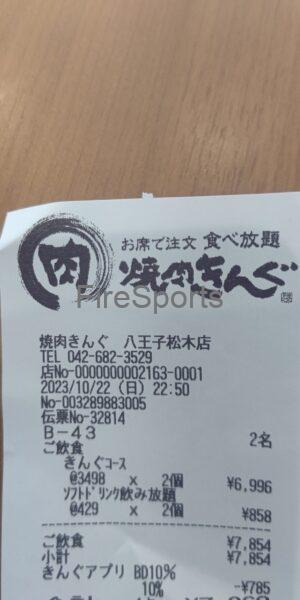 お席で注文 食べ放題
肉 焼肉きんぐ
FireSports
焼肉きんぐ 八王子松木店
TEL 042-682-3529
店No-0000000002163-0001
2023/10/22 (日) 22:50
No-003289883005
伝票No-32814
B-43 2名
ご飲食
きんぐコース
@3498 x 2個 ¥6,996
ソフトドリンク飲み放題
@429 x 2個 ¥858
ご飲食 ¥7,854
小計 ¥7,854
きんぐアプリ BD10%
10% -¥785